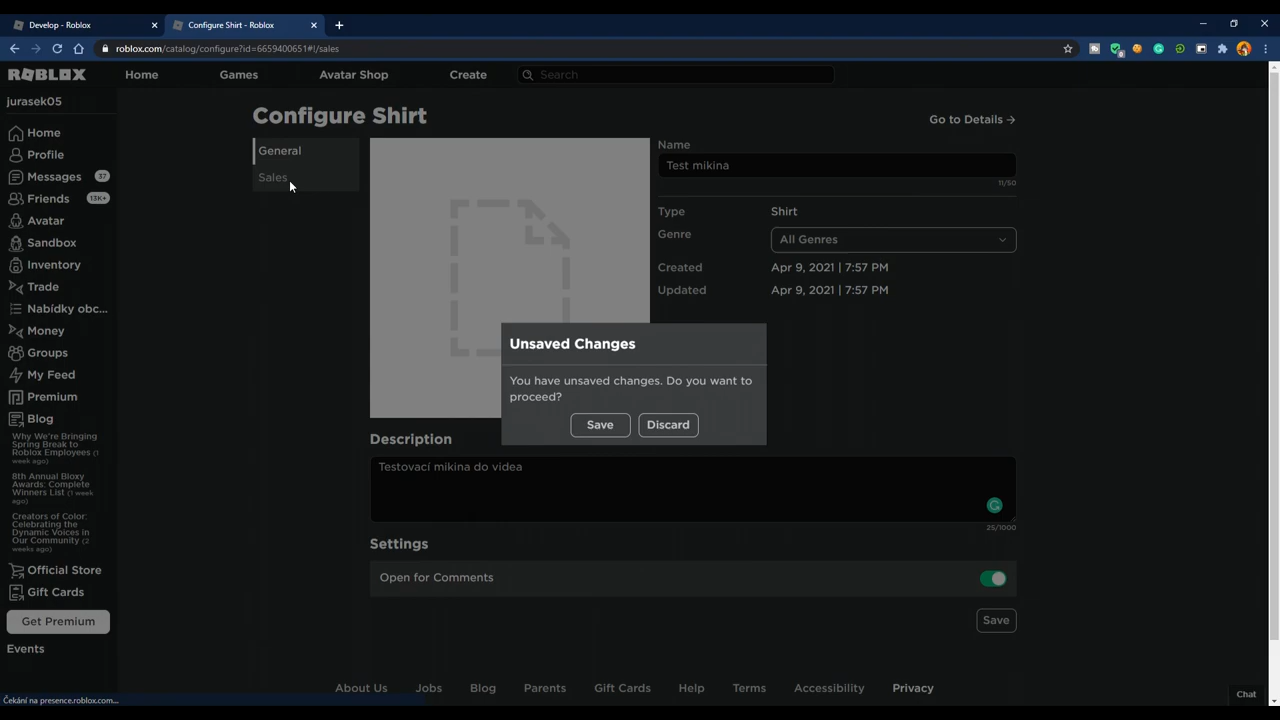 Develop - Roblox
Configure Shirt - Roblox
roblox.com/catalog/configure?id=6659400651#!/sales
ROBLOX
Home
Games
Avatar Shop
Create
Search
jurasek05
Home
Profile
Messages 37
Friends 13K+
Avatar
Sandbox
Inventory
Trade
Nabídky obc...
Money
Groups
My Feed
Premium
Blog
Why We're Bringing
Spring Break to
Roblox Employees (1
week ago)
8th Annual Bloxy
Awards: Complete
Winners List (1 week
ago)
Creators of Color:
Celebrating the
Dynamic Voices in
Our Community (2
weeks ago)
Official Store
Gift Cards
Get Premium
Events
Configure Shirt
Go to Details
General
Sales
Name
Test mikina
11/50
Type Shirt
Genre All Genres
Created Apr 9, 2021 | 7:57 PM
Updated Apr 9, 2021 | 7:57 PM
Unsaved Changes
You have unsaved changes. Do you want to
proceed?
Save Discard
Description
Testovací mikina do videa
25/1000
Settings
Open for Comments
Save
About Us Jobs Blog Parents Gift Cards Help Terms Accessibility Privacy
Chat
Čekání na presence.roblox.com...